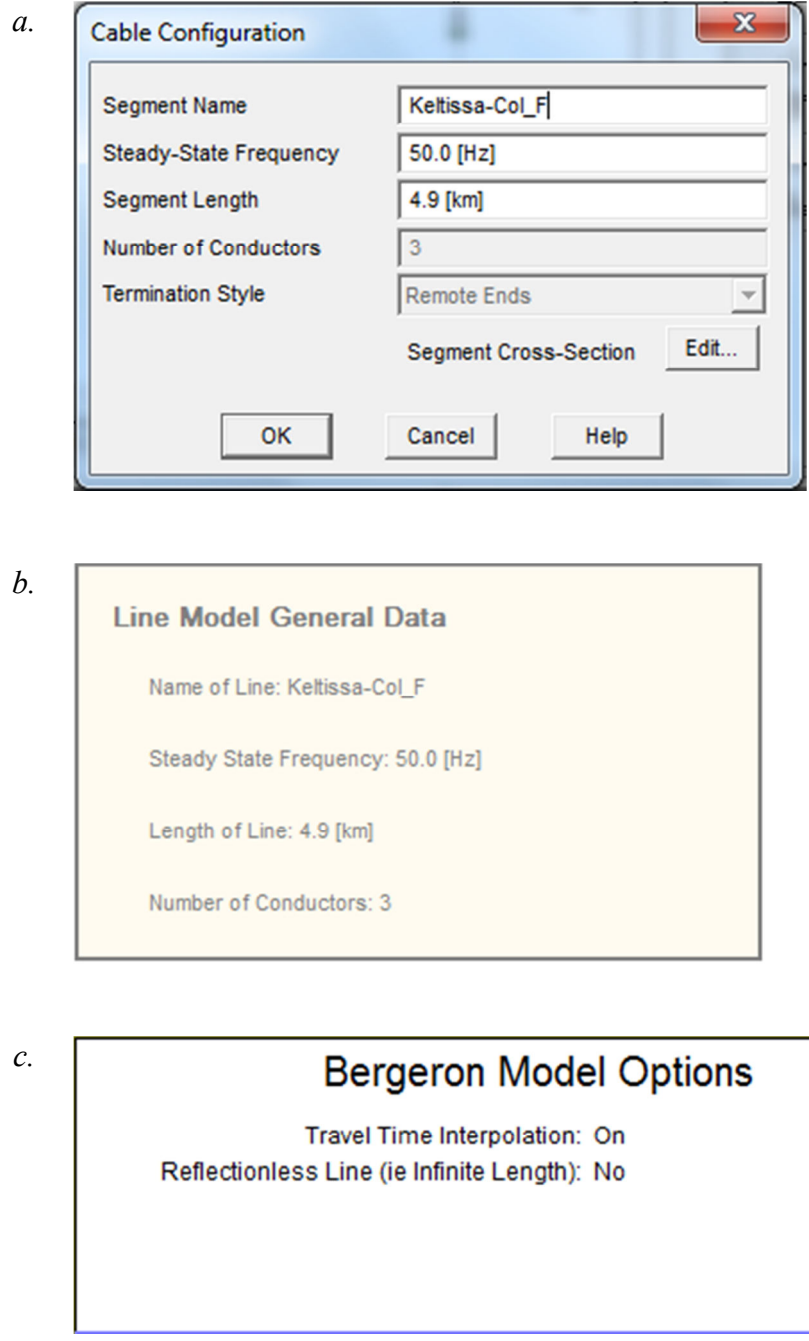 a.
Cable Configuration
Segment Name Keltissa-Col_F
Steady-State Frequency 50.0 [Hz]
Segment Length 4.9 [km]
Number of Conductors 3
Termination Style Remote Ends
Segment Cross-Section Edit...
OK Cancel Help
b.
Line Model General Data
Name of Line: Keltissa-Col_F
Steady State Frequency: 50.0 [Hz]
Length of Line: 4.9 [km]
Number of Conductors: 3
c.
Bergeron Model Options
Travel Time Interpolation: On
Reflectionless Line (ie Infinite Length): No